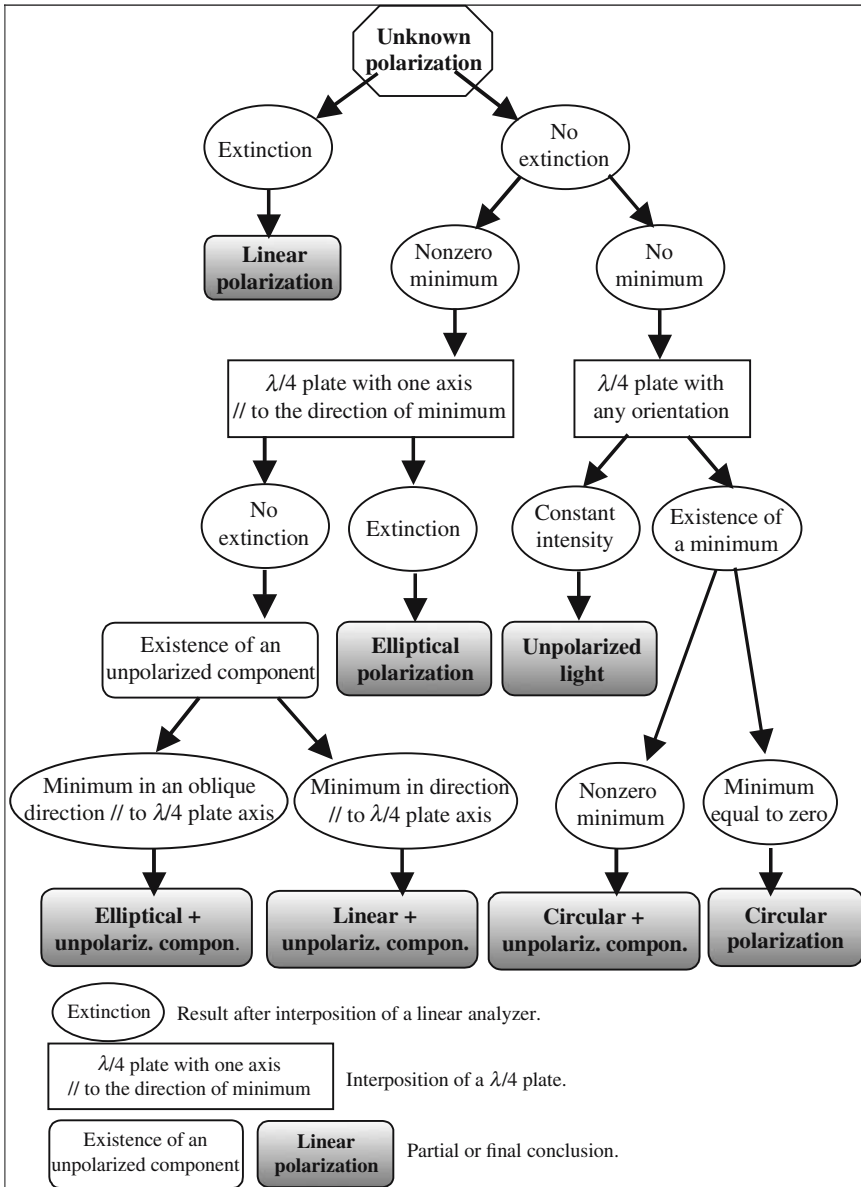 Unknown
polarization
Extinction
No
extinction
Linear
polarization
Nonzero
minimum
No
minimum
λ/4 plate with one axis
// to the direction of minimum
λ/4 plate with
any orientation
No
extinction
Extinction
Constant
intensity
Existence of
a minimum
Existence of an
unpolarized component
Elliptical
polarization
Unpolarized
light
Minimum in an oblique
direction // to λ/4 plate axis
Minimum in direction
// to λ/4 plate axis
Nonzero
minimum
Minimum
equal to zero
Elliptical +
unpolariz. compon.
Linear +
unpolariz. compon.
Circular +
unpolariz. compon.
Circular
polarization
Extinction
Result after interposition of a linear analyzer.
λ/4 plate with one axis
// to the direction of minimum
Interposition of a λ/4 plate.
Existence of an
unpolarized component
Linear
polarization
Partial or final conclusion.